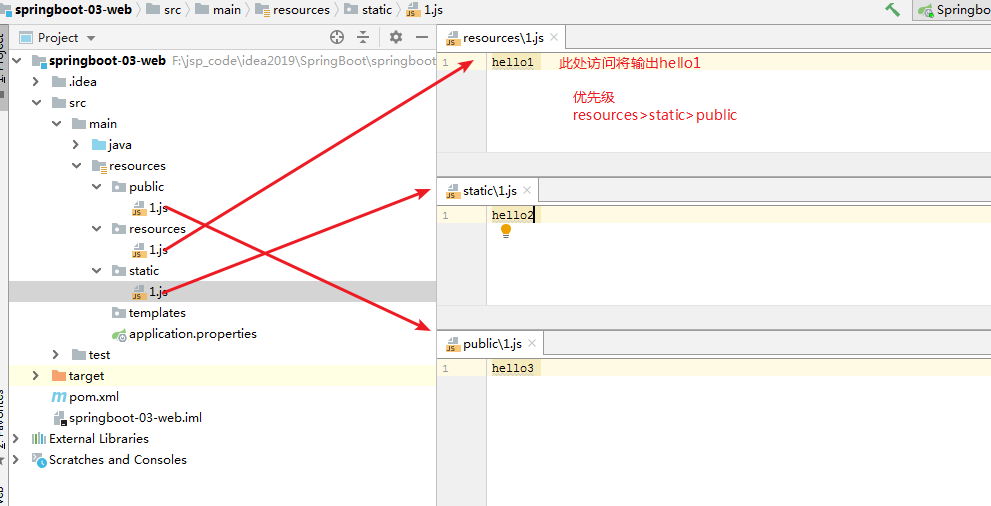 springboot-03-web src main resources static 1.js Springbo
Project
springboot-03-web F:\jsp_code\idea2019\SpringBoot\springboot
.idea
src
main
java
resources
public
1.js
resources
1.js
static
1.js
templates
application.properties
test
target
pom.xml
springboot-03-web.iml
External Libraries
Scratches and Consoles
resources\1.js
1 hello1 此处访问将输出hello1
优先级
resources>static>public
static\1.js
1 hello2
public\1.js
1 hello3